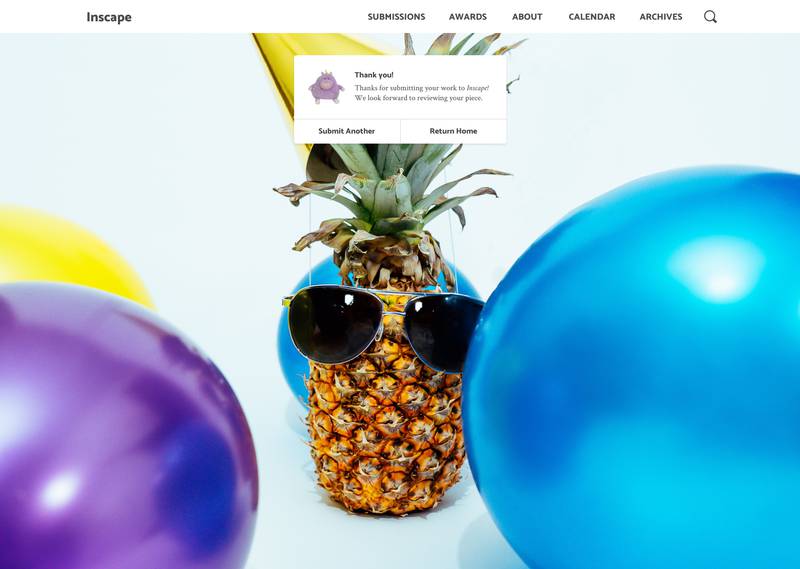 Inscape
SUBMISSIONS AWARDS ABOUT CALENDAR ARCHIVES
Thank you!
Thanks for submitting your work to Inscape!
We look forward to reviewing your piece.
Submit Another Return Home